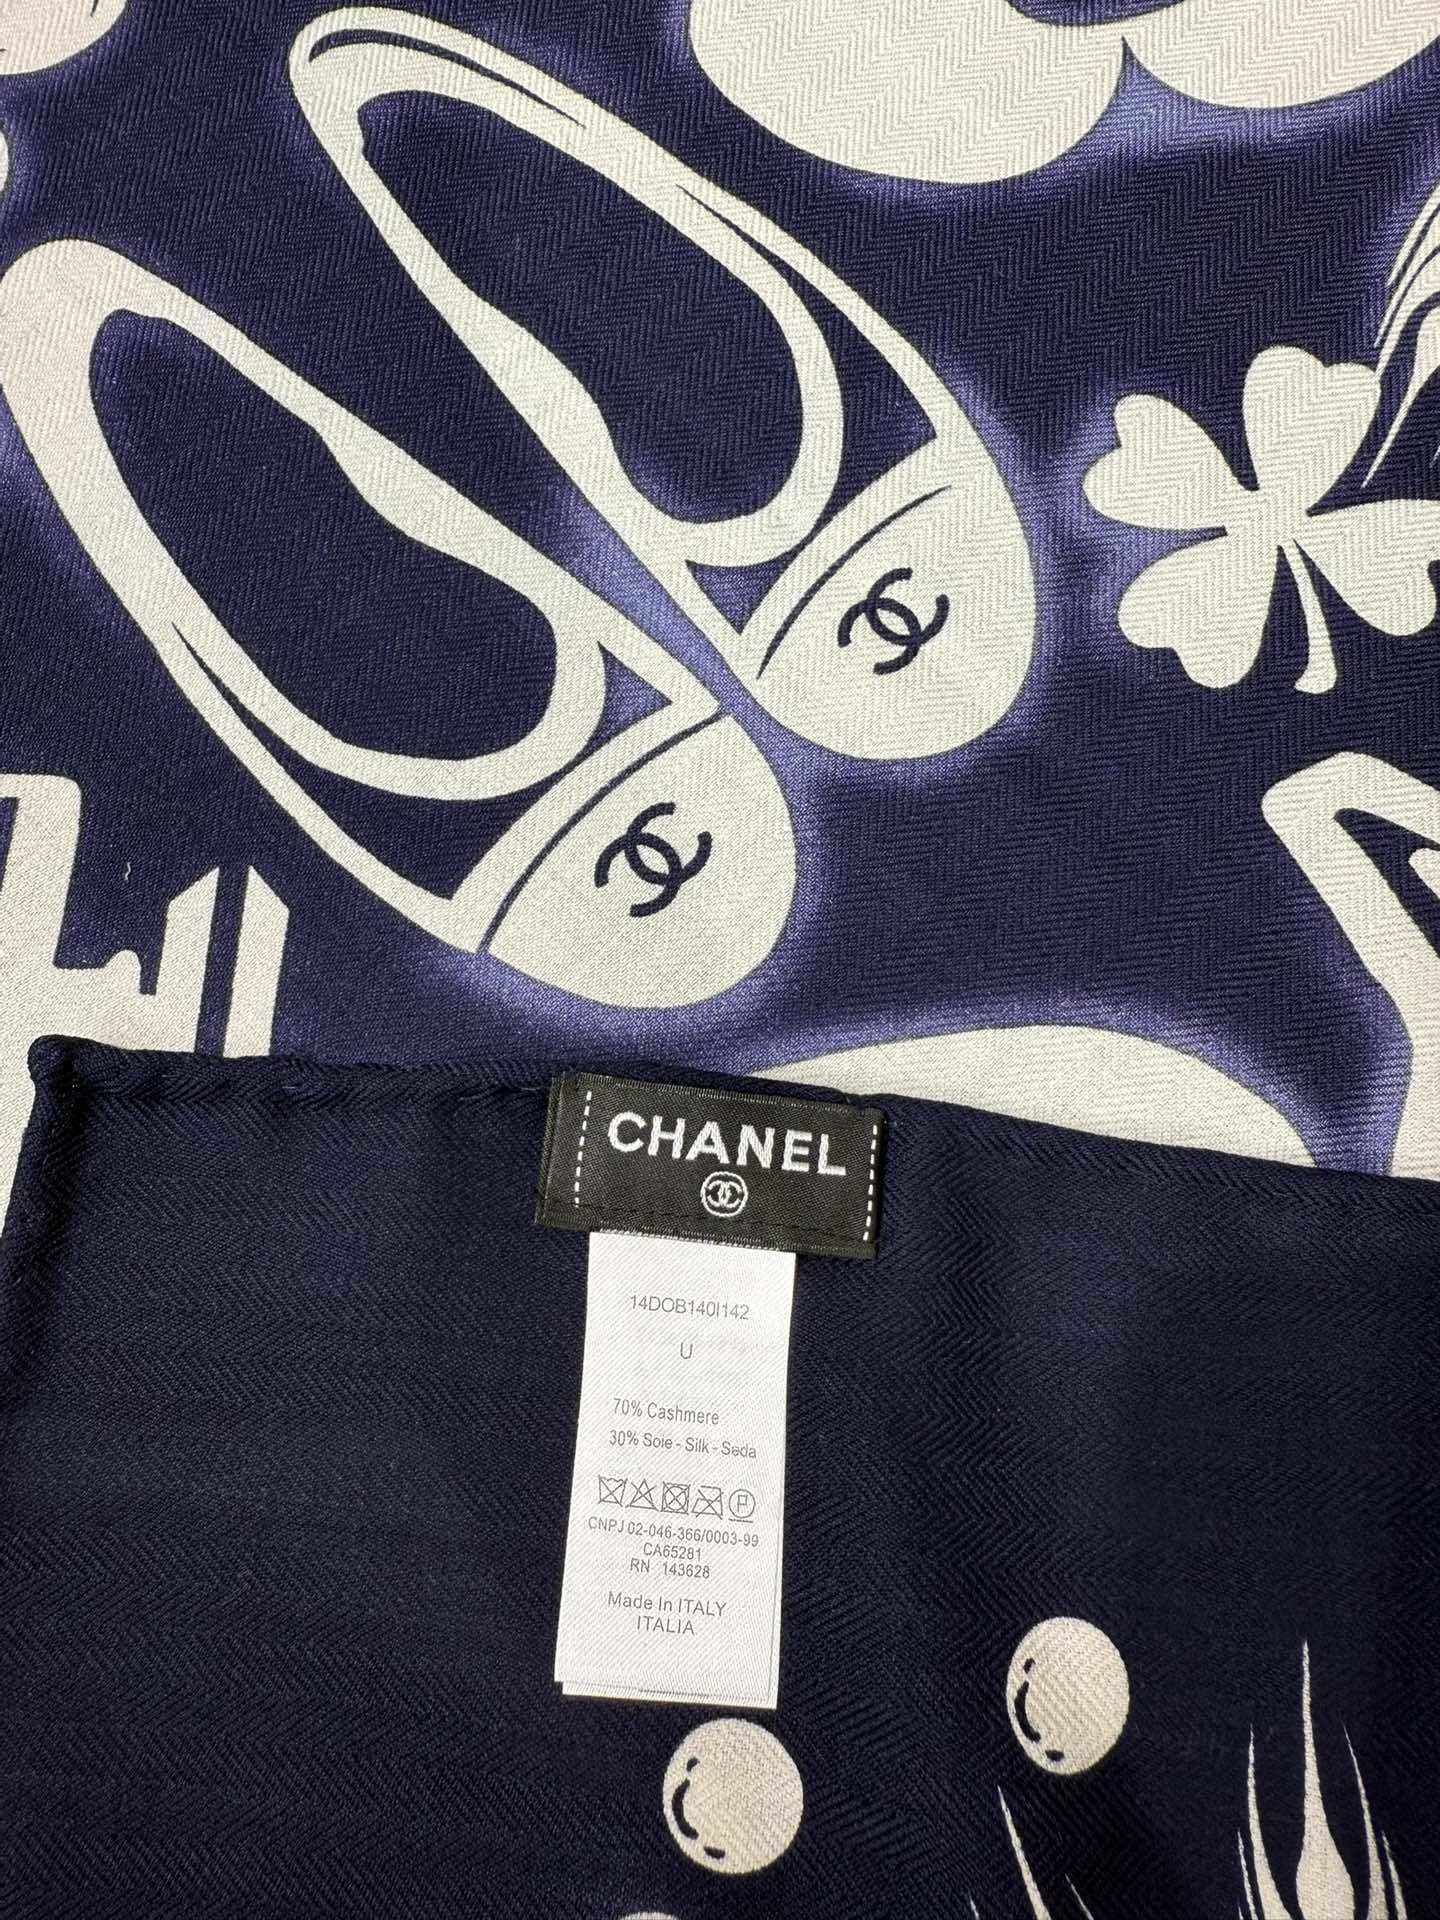 CHANEL
14DOB140I142
U
70% Cashmere
30% Soie - Silk - Seda
P
CNPJ 02-046-366/0003-99
CA65281
RN 143628
Made In ITALY
ITALIA